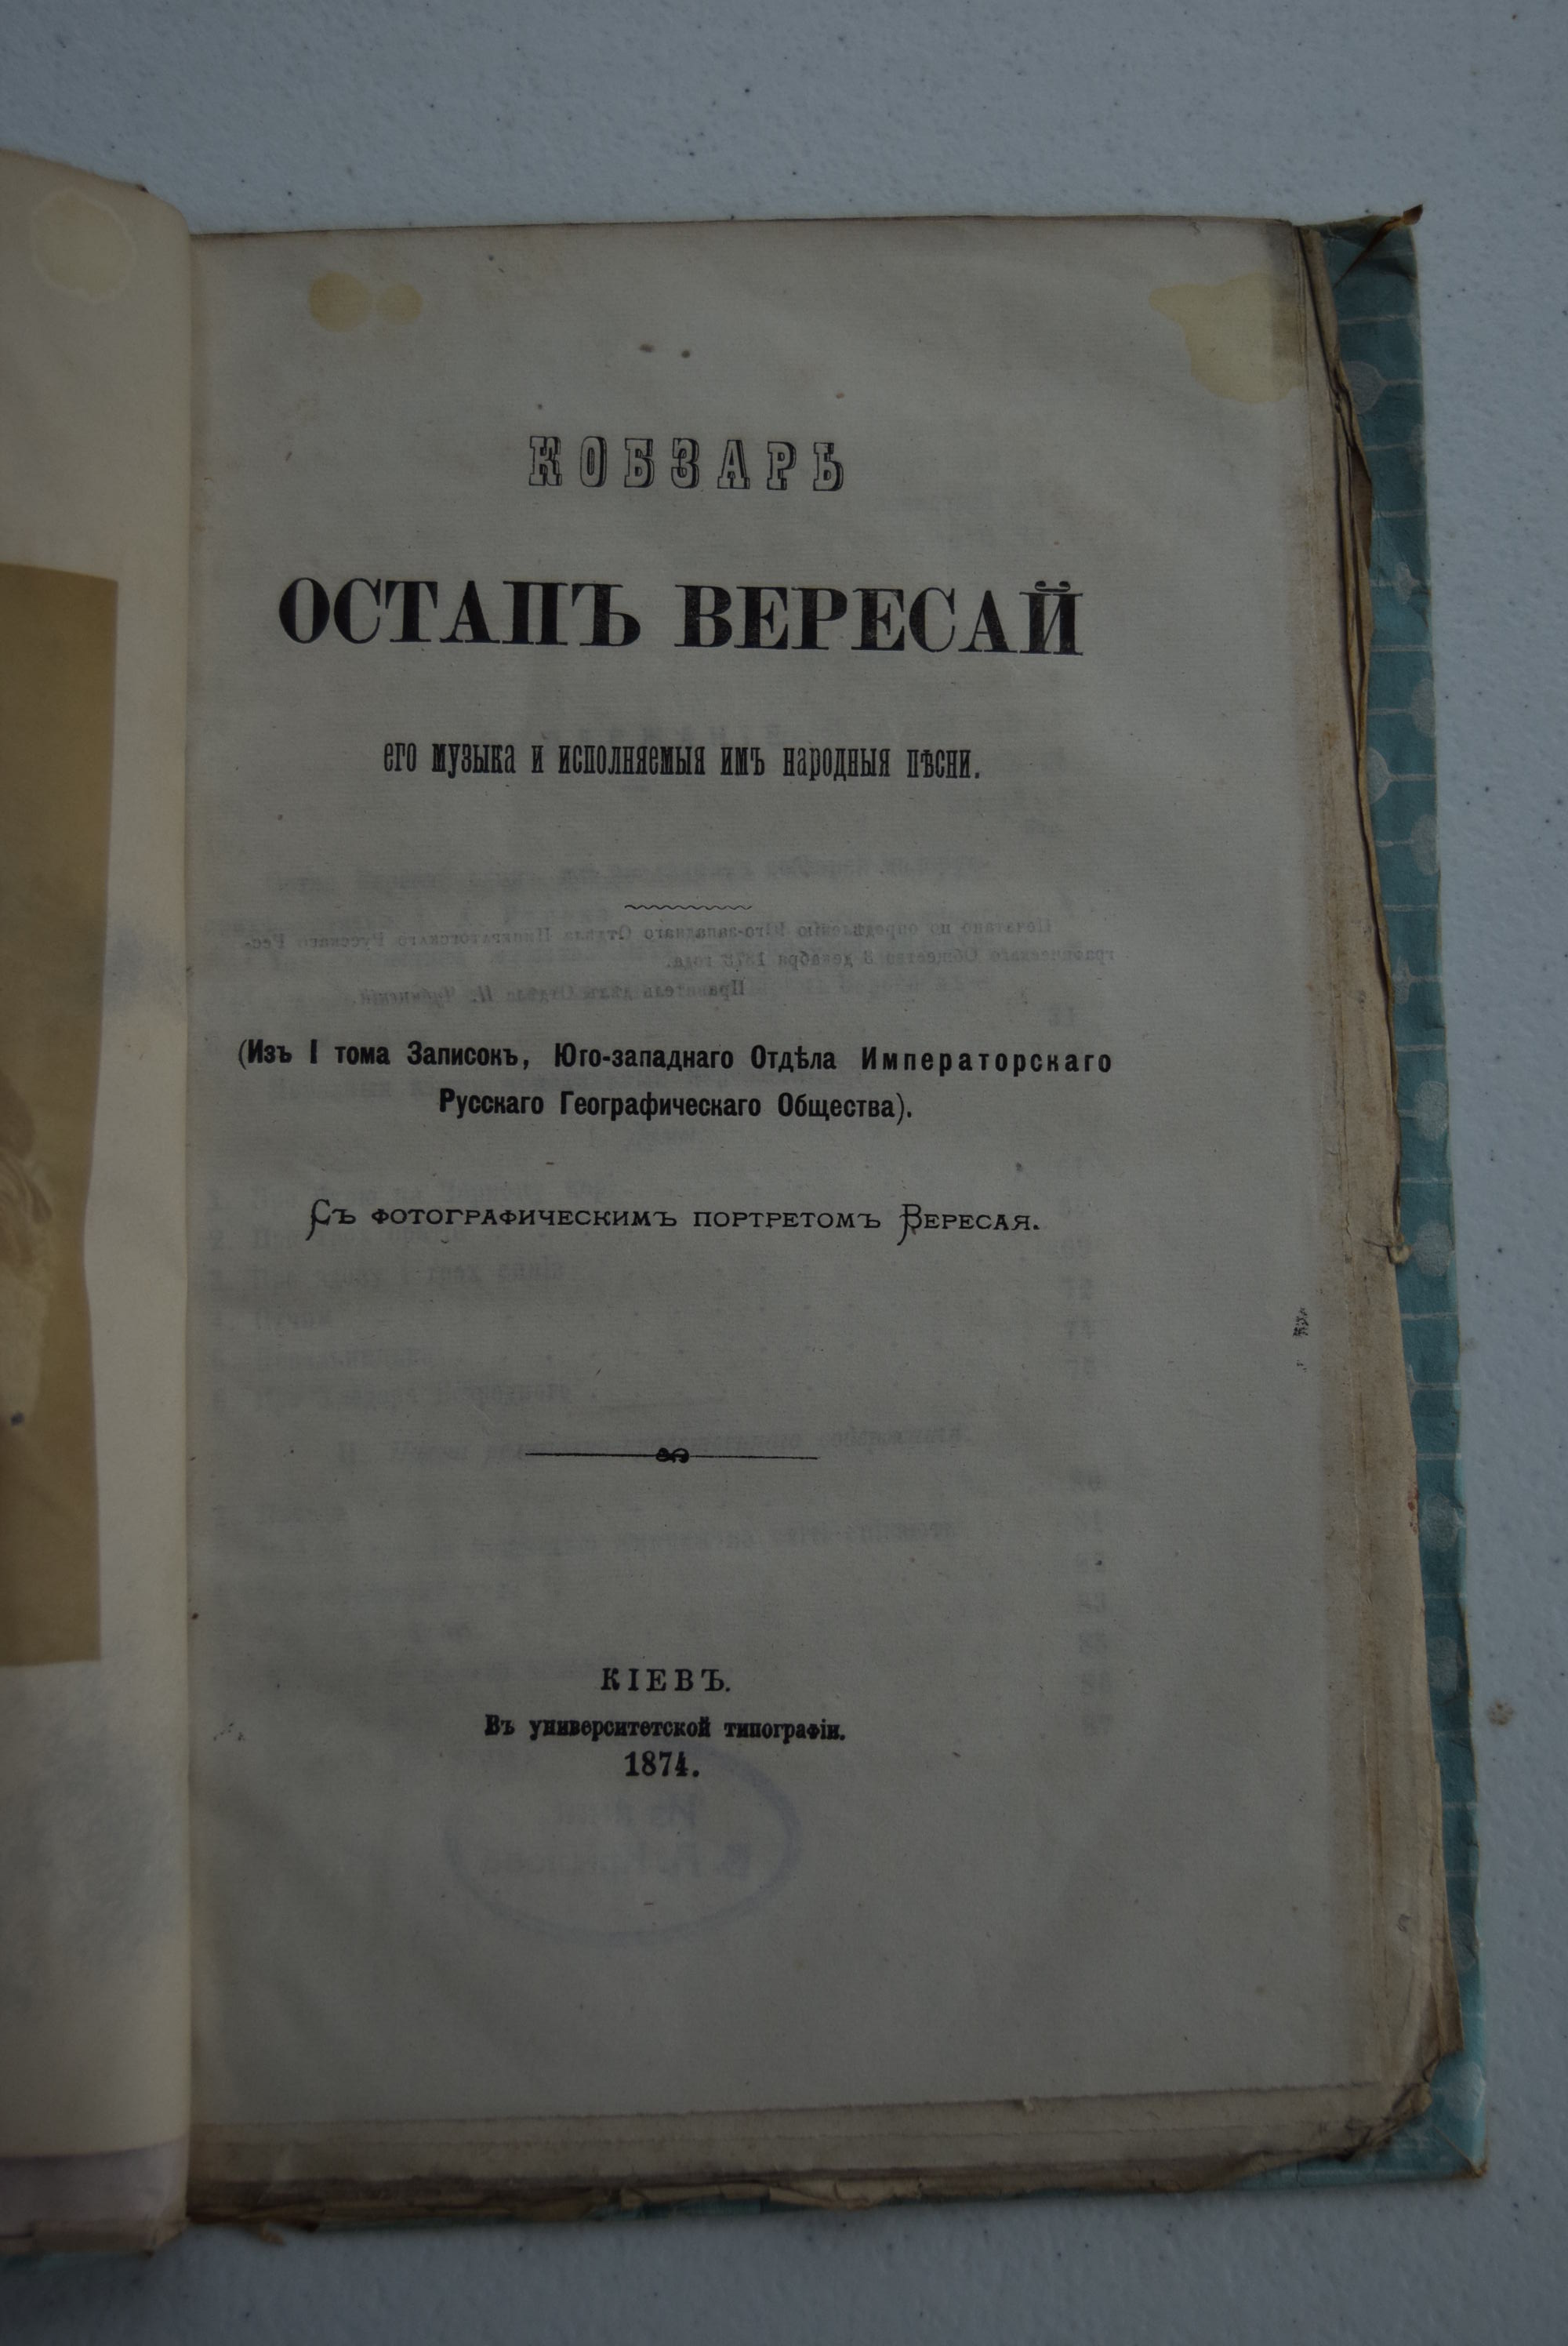 КОБЗАРЬ
ОСТАПЪ ВЕРЕСАЙ
его музыка и исполняемыя имъ народныя пѣсни.
(Изъ I тома Записокъ, Юго-западнаго Отдѣла Императорскаго
Русскаго Географическаго Общества).
Съ фотографическимъ портретомъ Вересая.
КІЕВЪ.
Въ университетской типографіи.
1874.